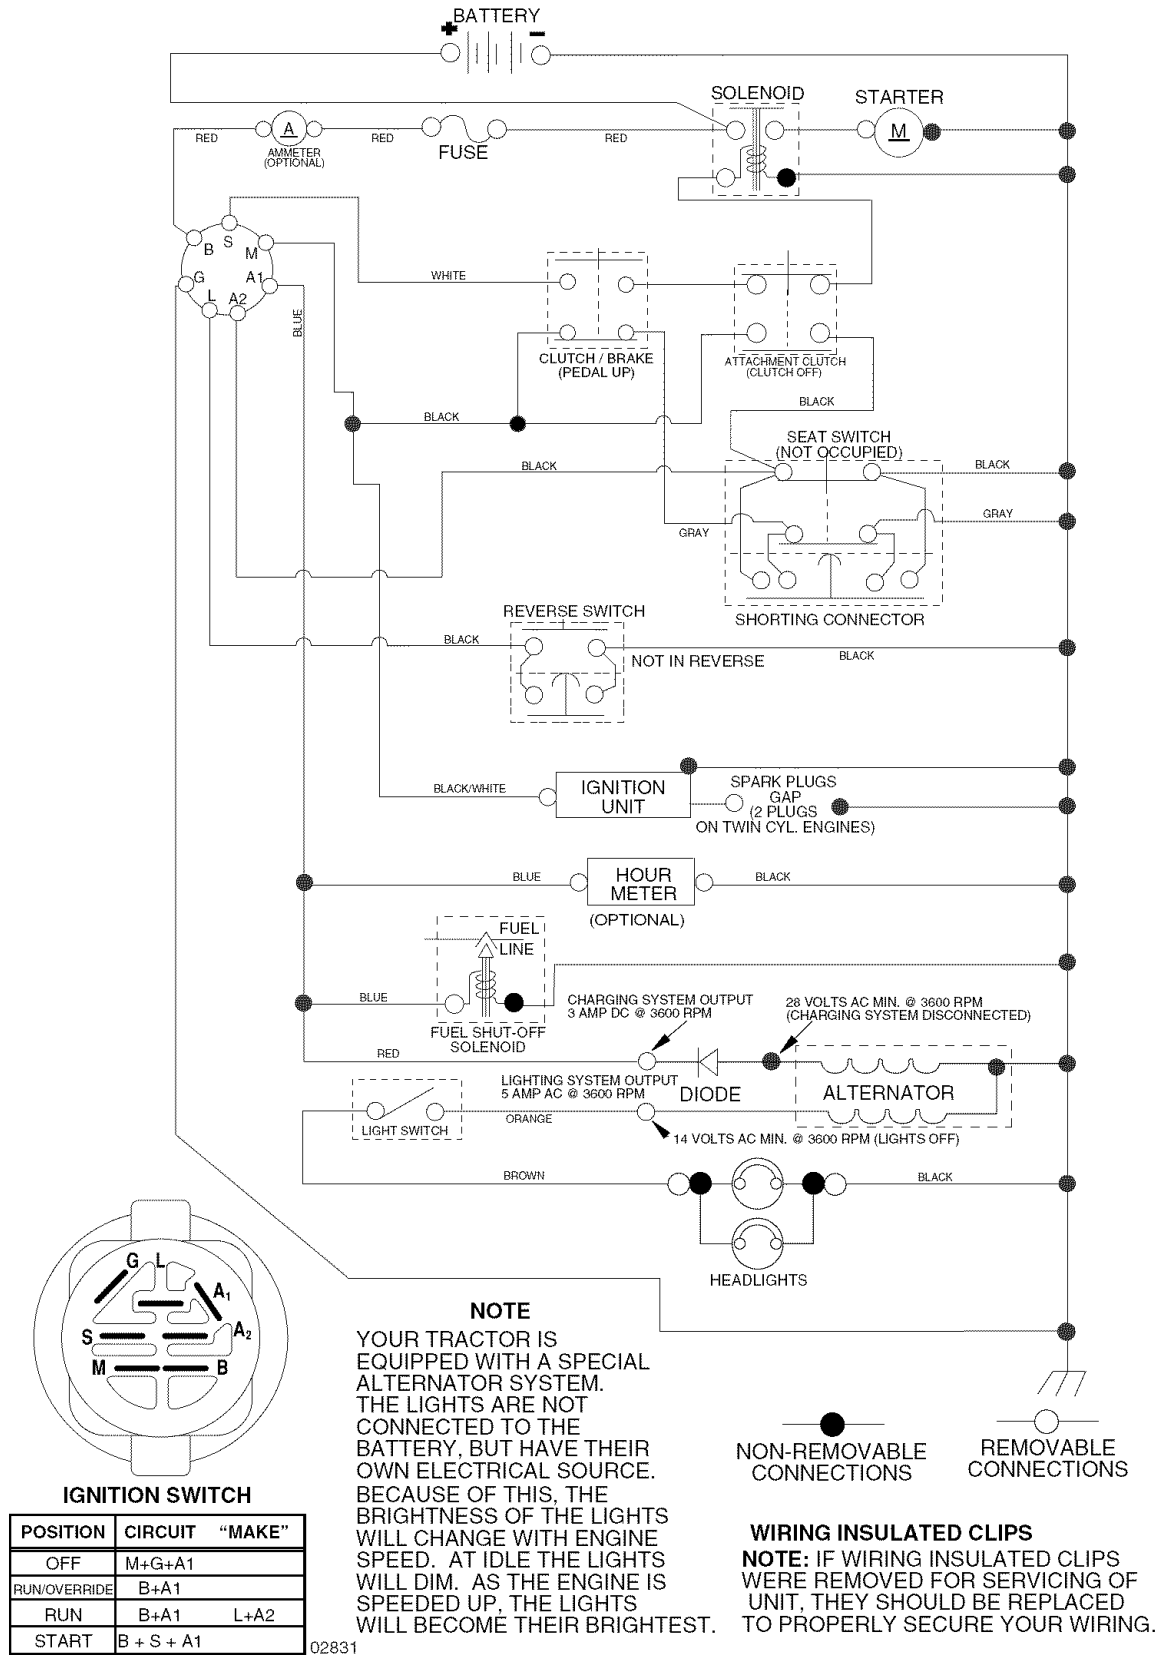 BATTERY
+ -
SOLENOID
STARTER
RED
A
AMMETER
(OPTIONAL)
RED
FUSE
RED
M
B
S
M
G
A1
L
A2
BLUE
WHITE
CLUTCH / BRAKE
(PEDAL UP)
ATTACHMENT CLUTCH
(CLUTCH OFF)
BLACK
BLACK
SEAT SWITCH
(NOT OCCUPIED)
BLACK
BLACK
GRAY
GRAY
SHORTING CONNECTOR
REVERSE SWITCH
BLACK
NOT IN REVERSE
BLACK
BLACK/WHITE
IGNITION
UNIT
SPARK PLUGS
GAP
(2 PLUGS
ON TWIN CYL. ENGINES)
BLUE
HOUR
METER
BLACK
(OPTIONAL)
FUEL
LINE
BLUE
FUEL SHUT-OFF
SOLENOID
CHARGING SYSTEM OUTPUT
3 AMP DC @ 3600 RPM
28 VOLTS AC MIN. @ 3600 RPM
(CHARGING SYSTEM DISCONNECTED)
RED
DIODE
ALTERNATOR
LIGHTING SYSTEM OUTPUT
5 AMP AC @ 3600 RPM
LIGHT SWITCH
ORANGE
14 VOLTS AC MIN. @ 3600 RPM (LIGHTS OFF)
BROWN
BLACK
HEADLIGHTS
G L
A1
S
A2
M
B
IGNITION SWITCH
POSITION CIRCUIT "MAKE"
OFF M+G+A1
RUN/OVERRIDE B+A1
RUN B+A1 L+A2
START B + S + A1
02831
NOTE
YOUR TRACTOR IS
EQUIPPED WITH A SPECIAL
ALTERNATOR SYSTEM.
THE LIGHTS ARE NOT
CONNECTED TO THE
BATTERY, BUT HAVE THEIR
OWN ELECTRICAL SOURCE.
BECAUSE OF THIS, THE
BRIGHTNESS OF THE LIGHTS
WILL CHANGE WITH ENGINE
SPEED. AT IDLE THE LIGHTS
WILL DIM. AS THE ENGINE IS
SPEEDED UP, THE LIGHTS
WILL BECOME THEIR BRIGHTEST.
NON-REMOVABLE
CONNECTIONS
REMOVABLE
CONNECTIONS
WIRING INSULATED CLIPS
NOTE: IF WIRING INSULATED CLIPS
WERE REMOVED FOR SERVICING OF
UNIT, THEY SHOULD BE REPLACED
TO PROPERLY SECURE YOUR WIRING.